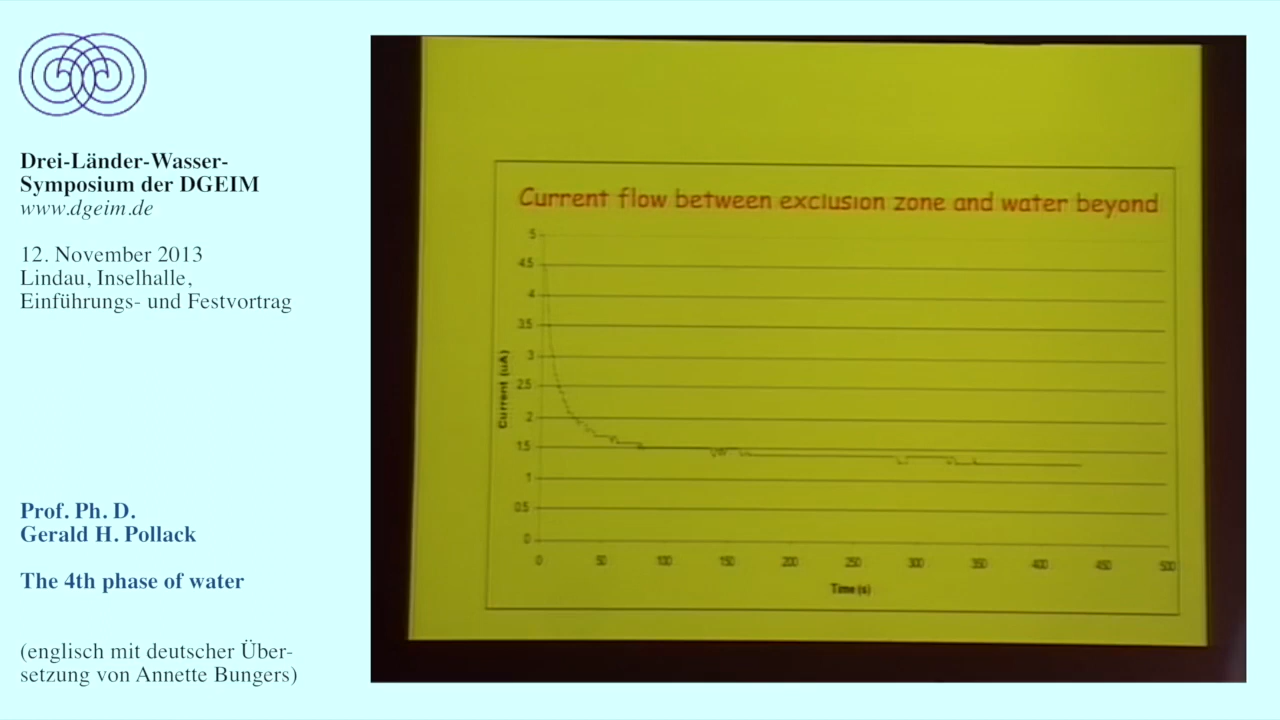 Drei-Länder-Wasser-
Symposium der DGEIM
www.dgeim.de
12. November 2013
Lindau, Inselhalle,
Einführungs- und Festvortrag
Prof. Ph. D.
Gerald H. Pollack
The 4th phase of water
(englisch mit deutscher Über-
setzung von Annette Bungers)
Current flow between exclusion zone and water beyond
5
4.5
4
3.5
3
2.5
2
1.5
1
0.5
0
Current (uA)
0 50 100 150 200 250 300 350 400 450 500
Time (s)